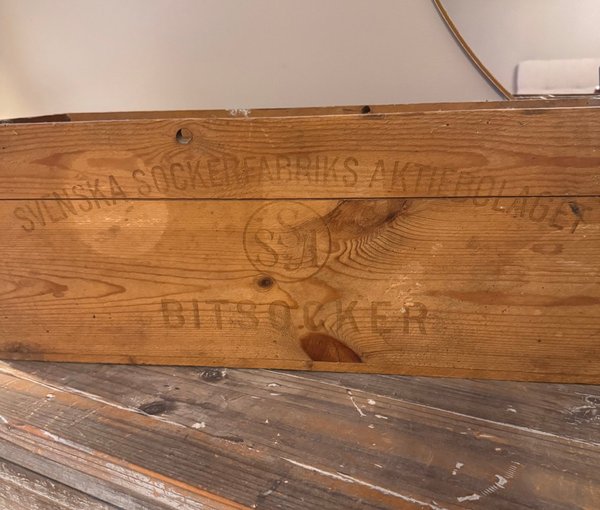 SVENSKA SOCKERFABRIKS AKTIEBOLAGET
SSA
BITSOCKER